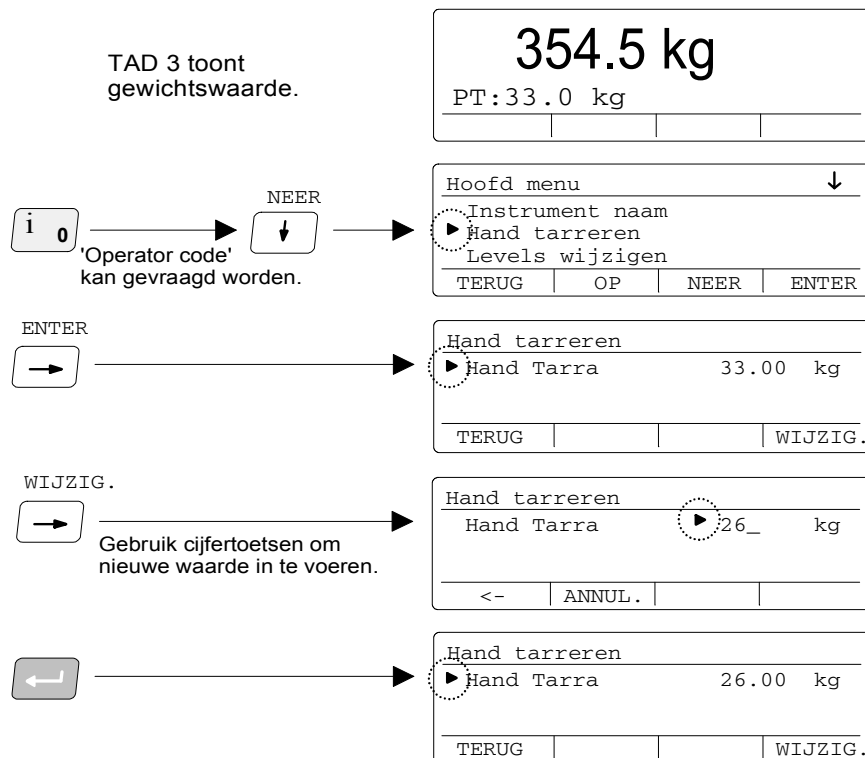 TAD 3 toont
gewichtswaarde.
354.5 kg
PT:33.0 kg
i 0
'Operator code'
kan gevraagd worden.
NEER
Hoofd menu ↓
Instrument naam
Hand tarreren
Levels wijzigen
TERUG OP NEER ENTER
ENTER
Hand tarreren
Hand Tarra 33.00 kg
TERUG WIJZIG.
WIJZIG.
Gebruik cijfertoetsen om
nieuwe waarde in te voeren.
Hand tarreren
Hand Tarra 26_ kg
<- ANNUL.
Hand tarreren
Hand Tarra 26.00 kg
TERUG WIJZIG.